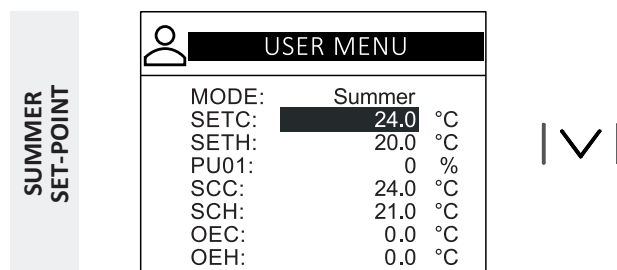 SUMMER
SET-POINT
USER MENU
MODE: Summer
SETC: 24.0 °C
SETH: 20.0 °C
PU01: 0 %
SCC: 24.0 °C
SCH: 21.0 °C
OEC: 0.0 °C
OEH: 0.0 °C